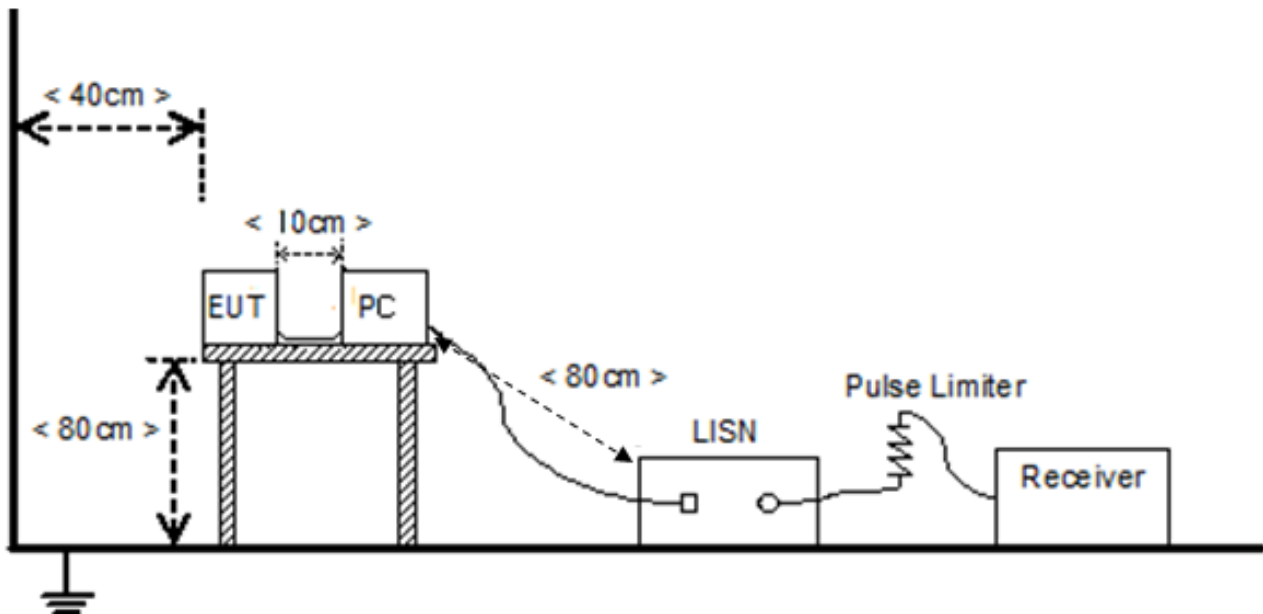 < 40cm >
< 10cm >
EUT
PC
< 80cm >
< 80cm >
Pulse Limiter
LISN
Receiver